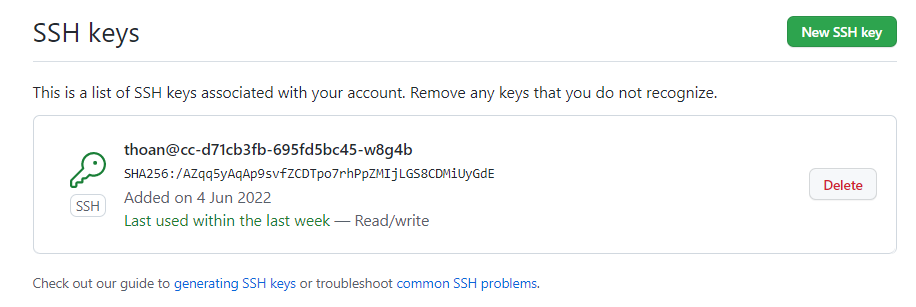 SSH keys
New SSH key
This is a list of SSH keys associated with your account. Remove any keys that you do not recognize.
thoan@cc-d71cb3fb-695fd5bc45-w8g4b
SHA256:/AZqq5yAqAp9svfZCDTpo7rhPpZMIjLGS8CDMiUyGdE
SSH
Added on 4 Jun 2022
Last used within the last week — Read/write
Delete
Check out our guide to generating SSH keys or troubleshoot common SSH problems.